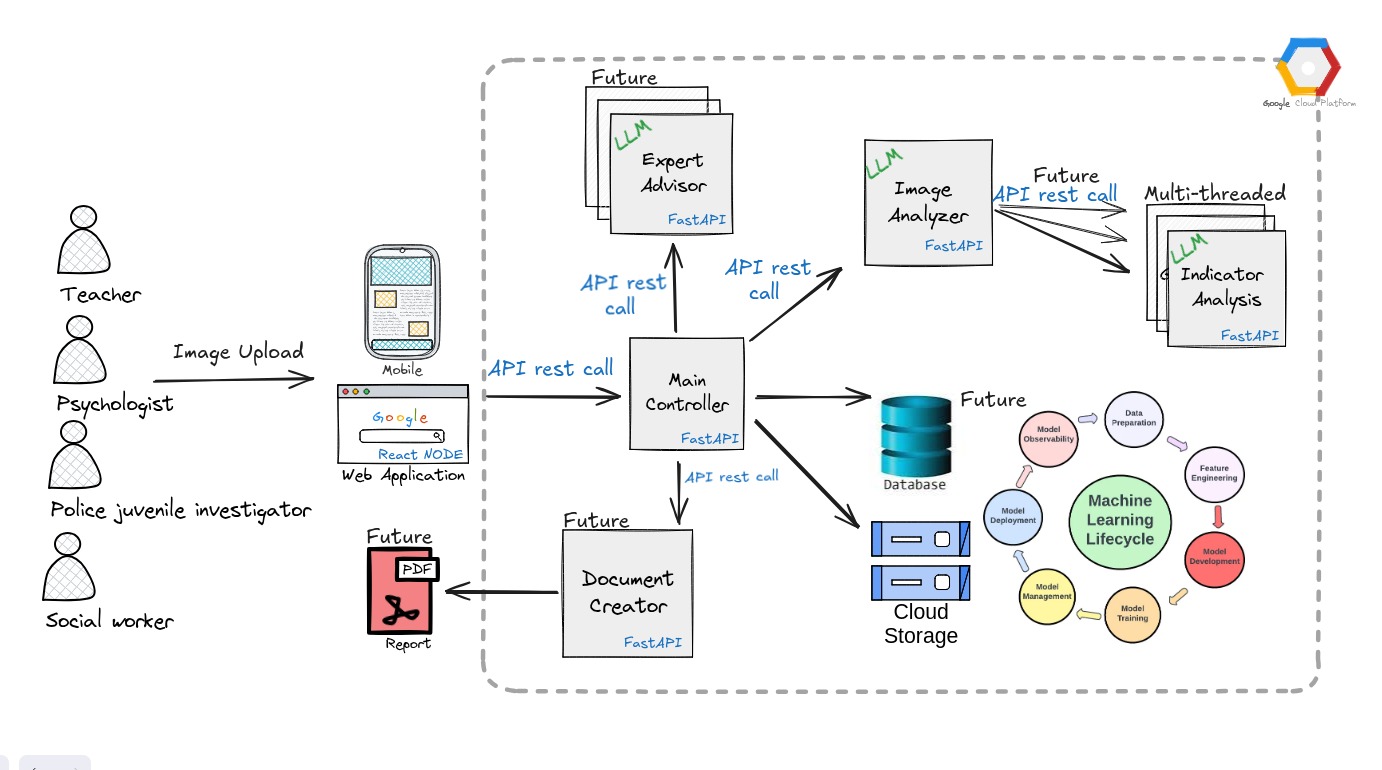 Google Cloud Platform
Future
LLM
Expert
Advisor
FastAPI
LLM
Image
Analyzer
FastAPI
Future
API rest call
Multi-threaded
LLM
Indicator
Analysis
FastAPI
Teacher
Psychologist
Police juvenile investigator
Social worker
Image Upload
Mobile
Google
React NODE
Web Application
API rest call
API rest
call
API rest
call
Main
Controller
FastAPI
API rest call
Future
Document
Creator
FastAPI
Future
PDF
Report
Database
Cloud
Storage
Future
Machine
Learning
Lifecycle
Data
Preparation
Feature
Engineering
Model
Development
Model
Training
Model
Management
Model
Deployment
Model
Observability